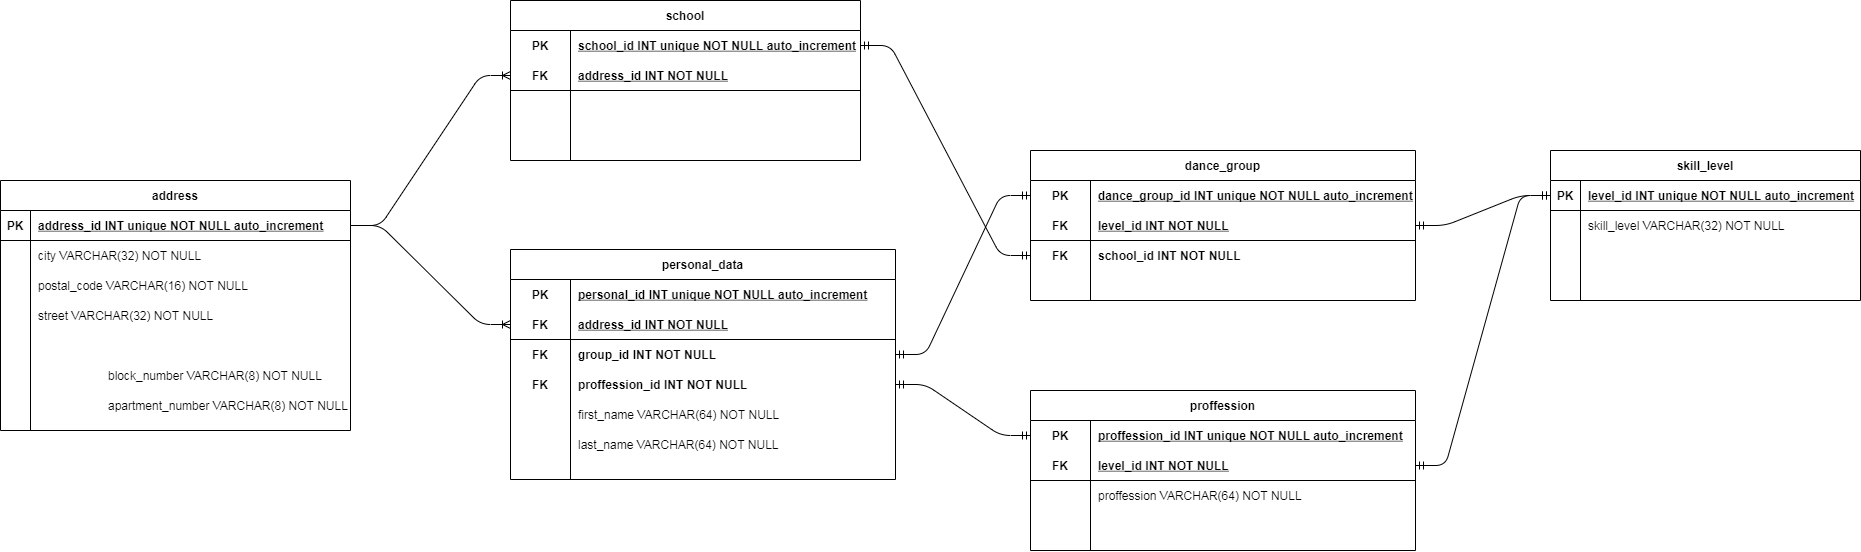 school
PK school_id INT unique NOT NULL auto_increment
FK address_id INT NOT NULL
address
PK address_id INT unique NOT NULL auto_increment
city VARCHAR(32) NOT NULL
postal_code VARCHAR(16) NOT NULL
street VARCHAR(32) NOT NULL
block_number VARCHAR(8) NOT NULL
apartment_number VARCHAR(8) NOT NULL
personal_data
PK personal_id INT unique NOT NULL auto_increment
FK address_id INT NOT NULL
FK group_id INT NOT NULL
FK proffession_id INT NOT NULL
first_name VARCHAR(64) NOT NULL
last_name VARCHAR(64) NOT NULL
dance_group
PK dance_group_id INT unique NOT NULL auto_increment
FK level_id INT NOT NULL
FK school_id INT NOT NULL
proffession
PK proffession_id INT unique NOT NULL auto_increment
FK level_id INT NOT NULL
proffession VARCHAR(64) NOT NULL
skill_level
PK level_id INT unique NOT NULL auto_increment
skill_level VARCHAR(32) NOT NULL